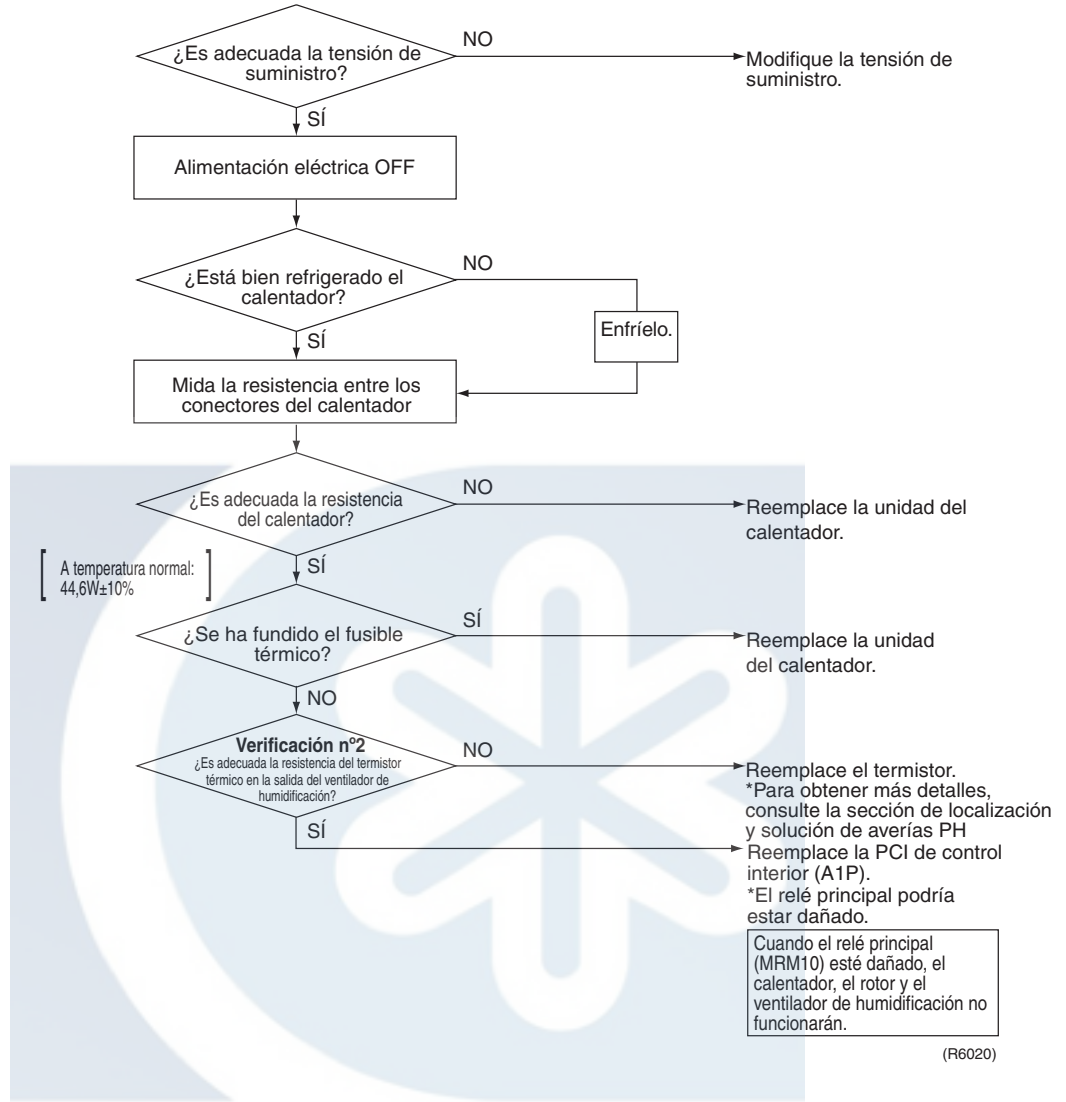 ¿Es adecuada la tensión de
suministro?
NO
Modifique la tensión de
suministro.
SÍ
Alimentación eléctrica OFF
¿Está bien refrigerado el
calentador?
NO
Enfríelo.
SÍ
Mida la resistencia entre los
conectores del calentador
¿Es adecuada la resistencia
del calentador?
NO
Reemplace la unidad del
calentador.
A temperatura normal:
44,6W±10%
SÍ
¿Se ha fundido el fusible
térmico?
SÍ
Reemplace la unidad
del calentador.
NO
Verificación nº2
¿Es adecuada la resistencia del termistor
térmico en la salida del ventilador de
humidificación?
NO
Reemplace el termistor.
*Para obtener más detalles,
consulte la sección de localización
y solución de averías PH
SÍ
Reemplace la PCI de control
interior (A1P).
*El relé principal podría
estar dañado.
Cuando el relé principal
(MRM10) esté dañado, el
calentador, el rotor y el
ventilador de humidificación no
funcionarán.
(R6020)